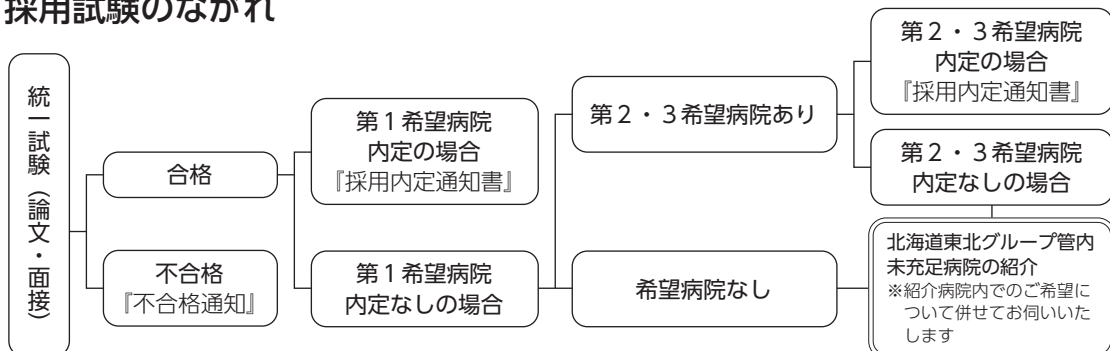 採用試験のながれ
統一試験（論文・面接）
合格
不合格
『不合格通知』
第１希望病院
内定の場合
『採用内定通知書』
第１希望病院
内定なしの場合
第２・３希望病院あり
希望病院なし
第２・３希望病院
内定の場合
『採用内定通知書』
第２・３希望病院
内定なしの場合
北海道東北グループ管内
未充足病院の紹介
※紹介病院内でのご希望に
ついて併せてお伺いいた
します